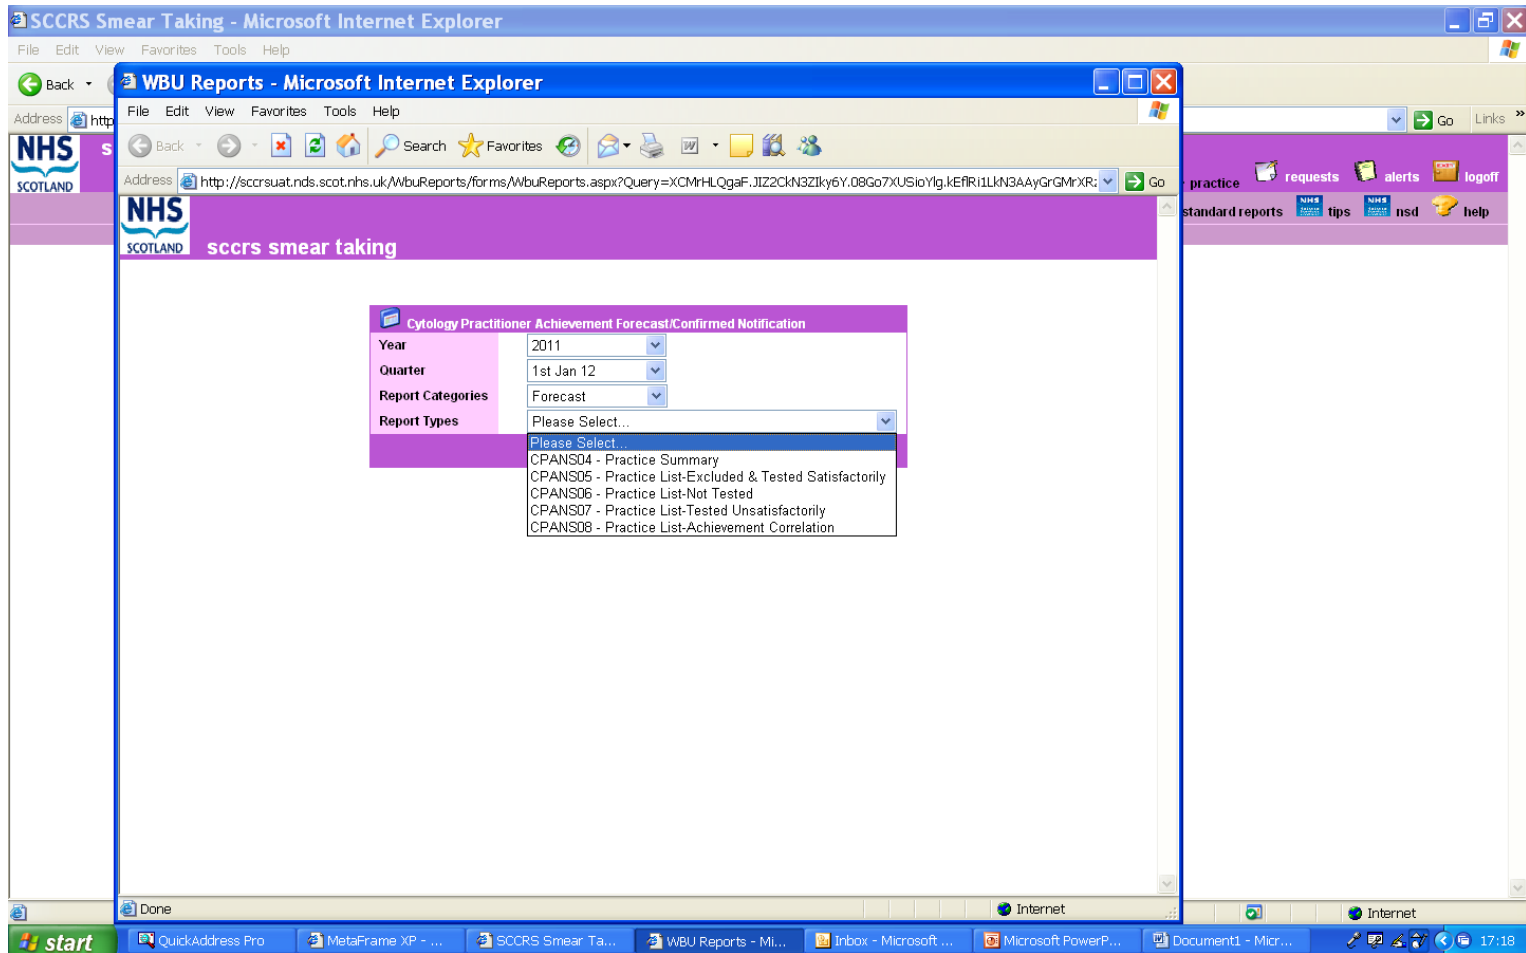 SCCRS Smear Taking - Microsoft Internet Explorer
File Edit View Favorites Tools Help
Back
Address
Go Links »
NHS
SCOTLAND
practice requests alerts logoff
standard reports tips nsd help
WBU Reports - Microsoft Internet Explorer
File Edit View Favorites Tools Help
Back Search Favorites
Address http://sccrsuat.nds.scot.nhs.uk/WbuReports/forms/WbuReports.aspx?Query= Go
NHS
SCOTLAND sccrs smear taking
Cytology Practitioner Achievement Forecast/Confirmed Notification
Year 2011
Quarter 1st Jan 12
Report Categories Forecast
Report Types Please Select...
Please Select...
CPANS04 - Practice Summary
CPANS05 - Practice List-Excluded & Tested Satisfactorily
CPANS06 - Practice List-Not Tested
CPANS07 - Practice List-Tested Unsatisfactorily
CPANS08 - Practice List-Achievement Correlation
Done Internet
Internet
start QuickAddress Pro MetaFrame XP - ... SCCRS Smear Ta... WBU Reports - Mi... Inbox - Microsoft ... Microsoft PowerP... Document1 - Micr... 17:18